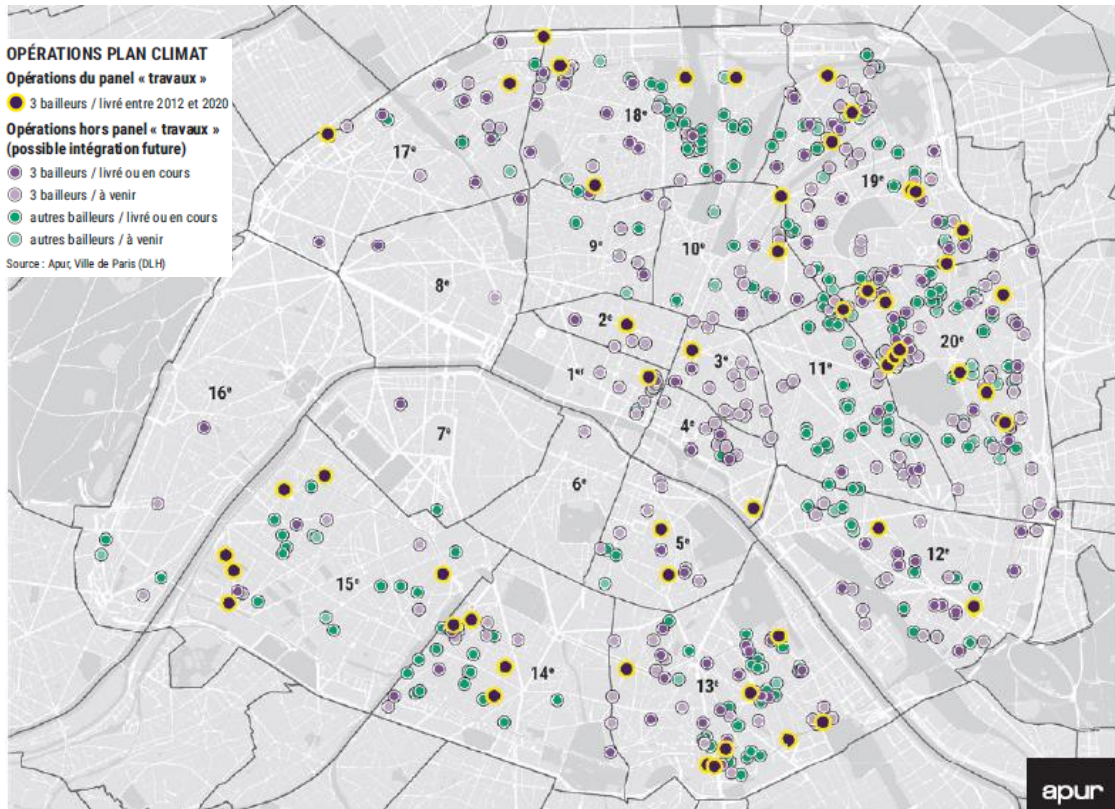 OPÉRATIONS PLAN CLIMAT
Opérations du panel « travaux »
3 bailleurs / livré entre 2012 et 2020
Opérations hors panel « travaux »
(possible intégration future)
3 bailleurs / livré ou en cours
3 bailleurs / à venir
autres bailleurs / livré ou en cours
autres bailleurs / à venir
Source : Apur, Ville de Paris (DLH)
18ᵉ
17ᵉ
19ᵉ
9ᵉ
10ᵉ
8ᵉ
2ᵉ
20ᵉ
3ᵉ
11ᵉ
1ᵉʳ
16ᵉ
4ᵉ
7ᵉ
6ᵉ
5ᵉ
12ᵉ
15ᵉ
14ᵉ
13ᵉ
apur